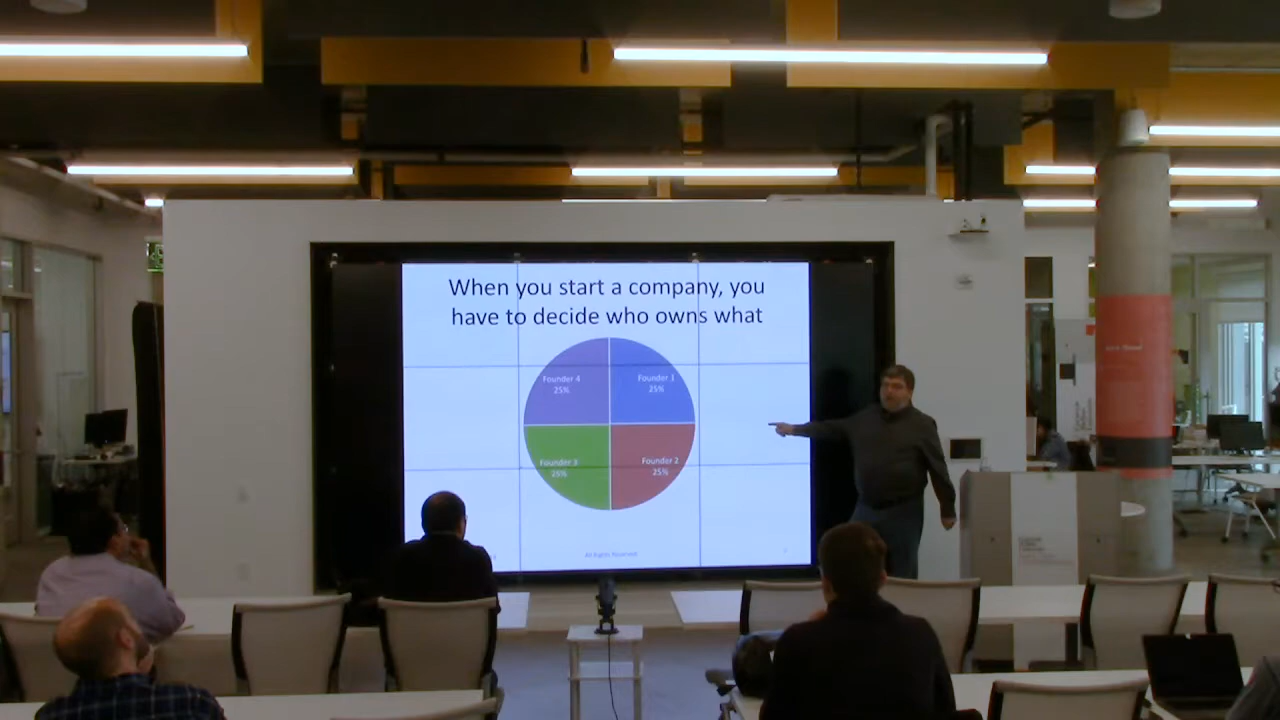 When you start a company, you
have to decide who owns what
Founder 4
25%
Founder 1
25%
Founder 3
25%
Founder 2
25%
All Rights Reserved